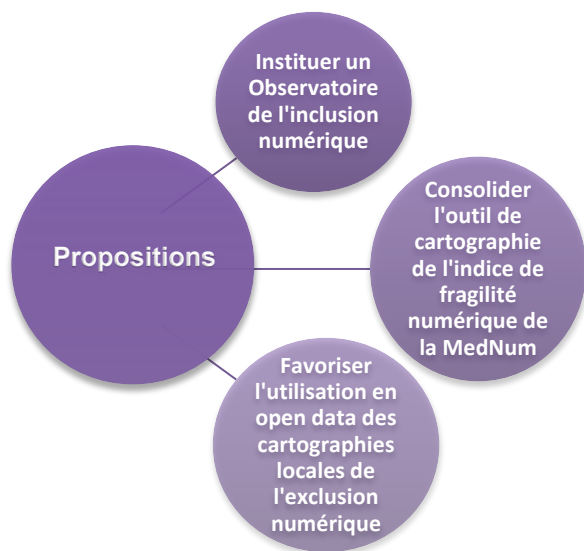 Propositions
Instituer un
Observatoire
de l'inclusion
numérique
Consolider
l'outil de
cartographie
de l'indice de
fragilité
numérique de
la MedNum
Favoriser
l'utilisation en
open data des
cartographies
locales de
l'exclusion
numérique